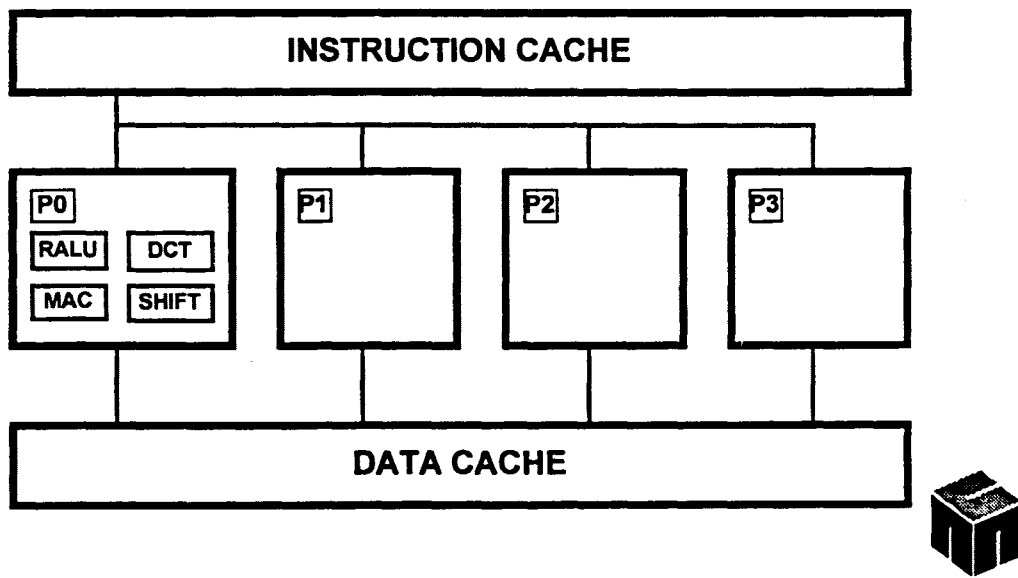 INSTRUCTION CACHE
P0 P1 P2 P3
RALU DCT
MAC SHIFT
DATA CACHE